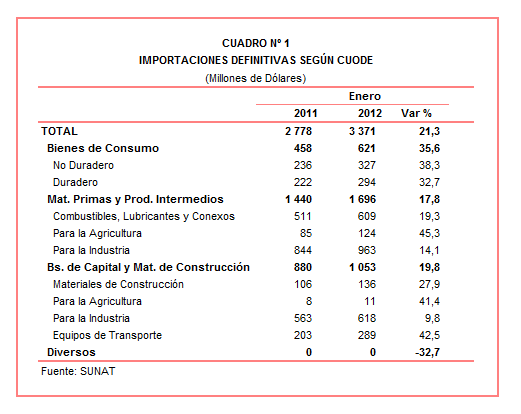 CUADRO Nº 1
IMPORTACIONES DEFINITIVAS SEGÚN CUODE
(Millones de Dólares)
Enero
2011 2012 Var %
TOTAL 2 778 3 371 21,3
Bienes de Consumo 458 621 35,6
No Duradero 236 327 38,3
Duradero 222 294 32,7
Mat. Primas y Prod. Intermedios 1 440 1 696 17,8
Combustibles, Lubricantes y Conexos 511 609 19,3
Para la Agricultura 85 124 45,3
Para la Industria 844 963 14,1
Bs. de Capital y Mat. de Construcción 880 1 053 19,8
Materiales de Construcción 106 136 27,9
Para la Agricultura 8 11 41,4
Para la Industria 563 618 9,8
Equipos de Transporte 203 289 42,5
Diversos 0 0 -32,7
Fuente: SUNAT